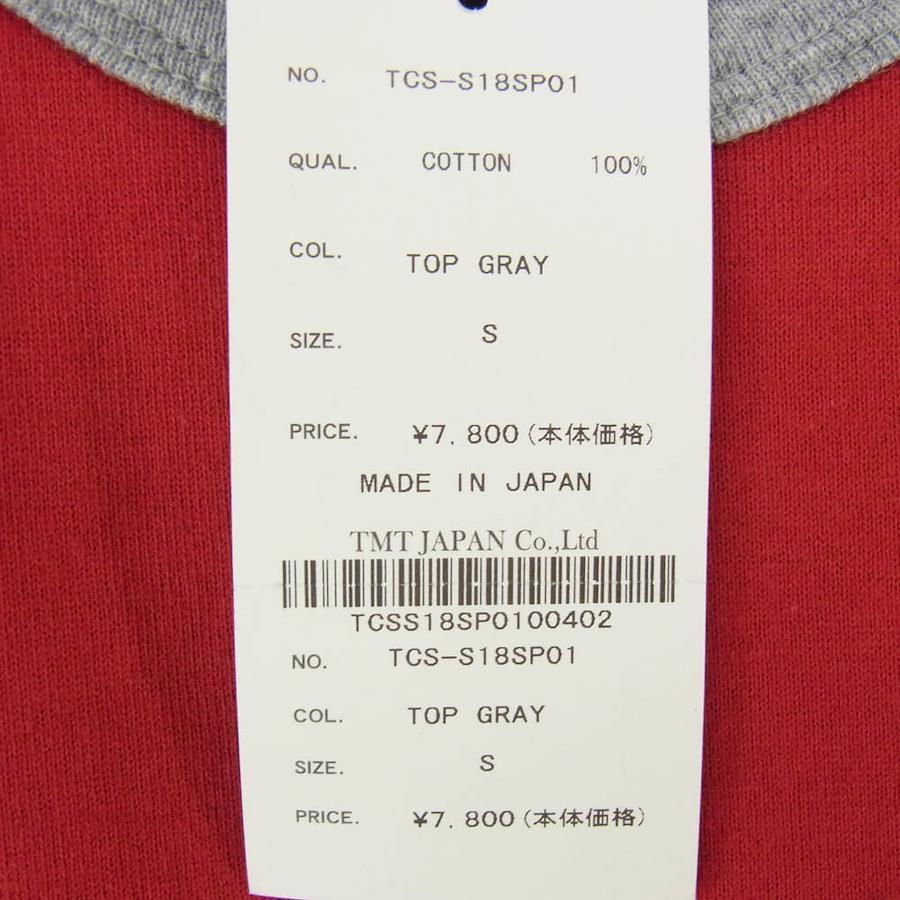 NO. TCS-S18SP01
QUAL. COTTON 100%
COL. TOP GRAY
SIZE. S
PRICE. ¥7,800(本体価格)
MADE IN JAPAN
TMT JAPAN Co.,Ltd
TCSS18SP0100402
NO. TCS-S18SP01
COL. TOP GRAY
SIZE. S
PRICE. ¥7,800(本体価格)